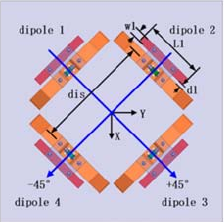 dipole 1
dipole 2
w1
L1
dis
d1
Y
X
-45°
+45°
dipole 4
dipole 3